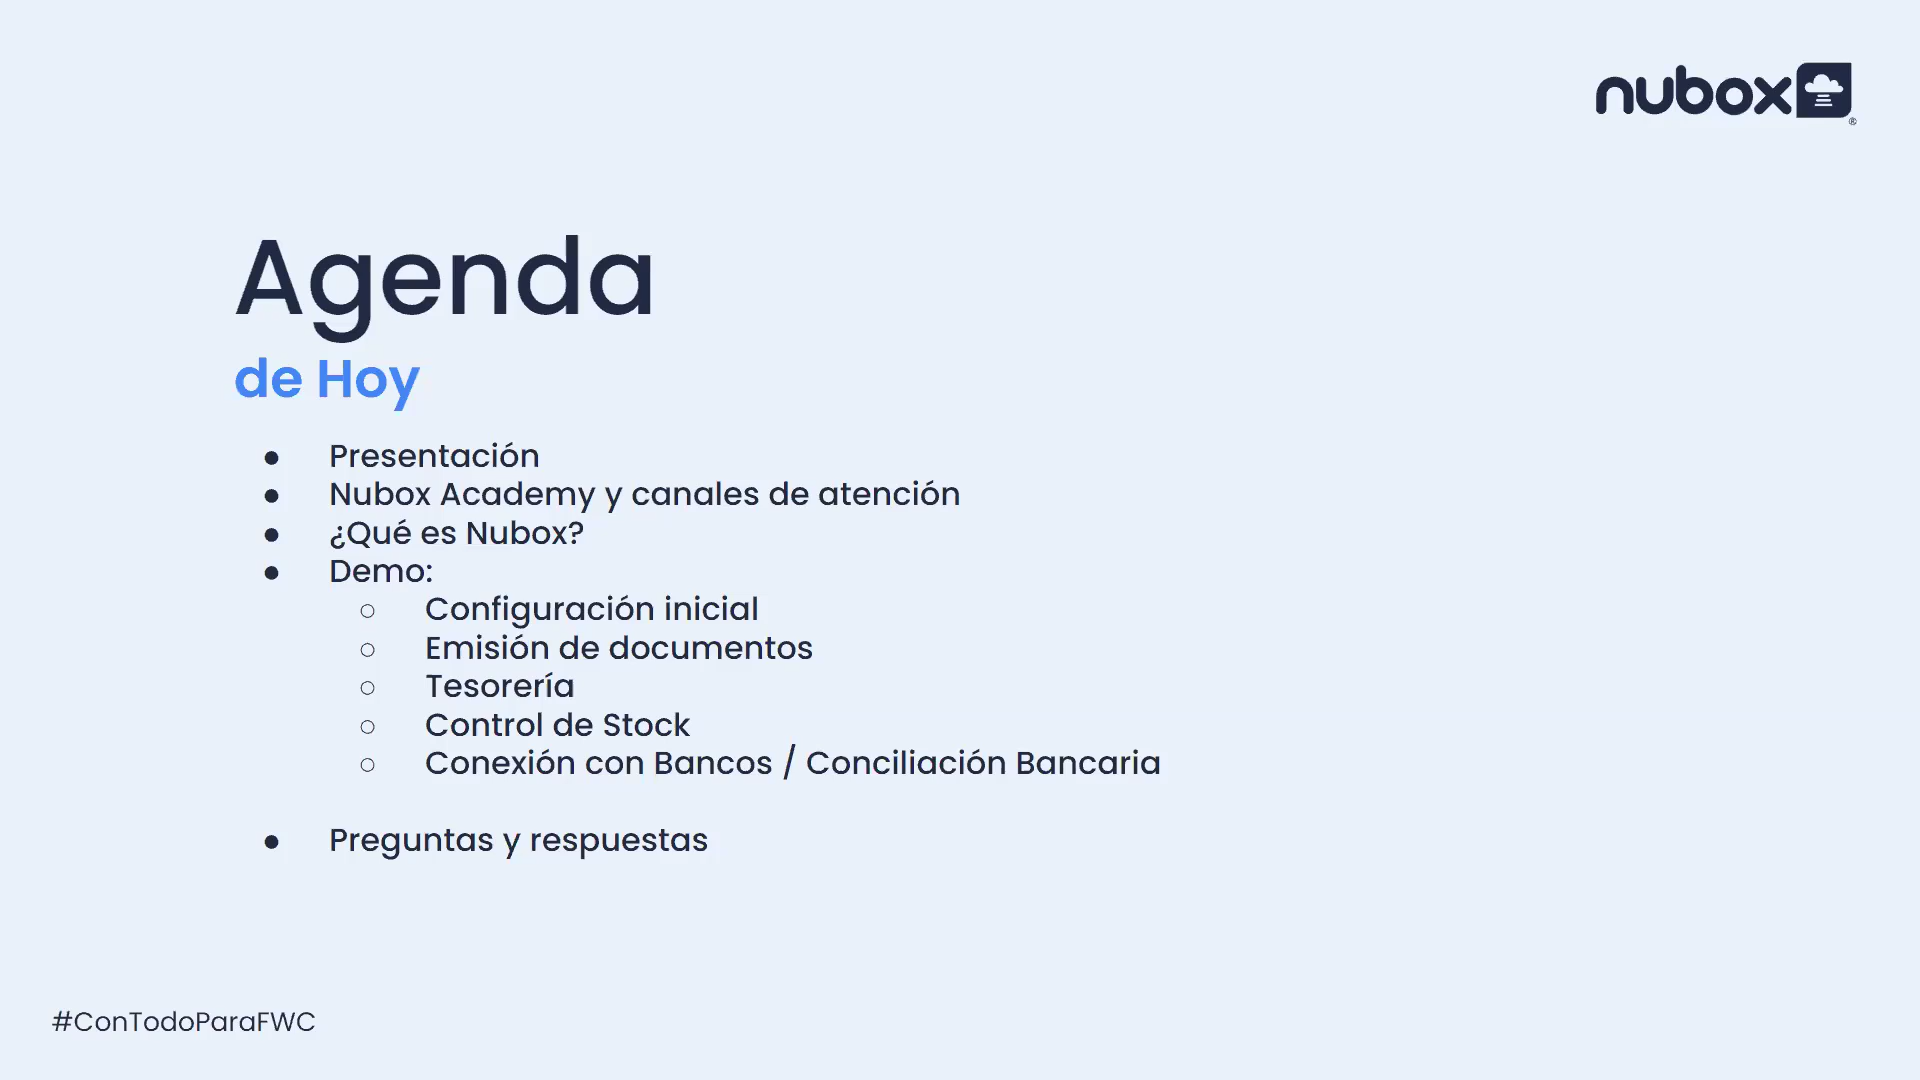 nubox
®
Agenda
de Hoy
● Presentación
● Nubox Academy y canales de atención
● ¿Qué es Nubox?
● Demo:
○ Configuración inicial
○ Emisión de documentos
○ Tesorería
○ Control de Stock
○ Conexión con Bancos / Conciliación Bancaria
● Preguntas y respuestas
#ConTodoParaFWC